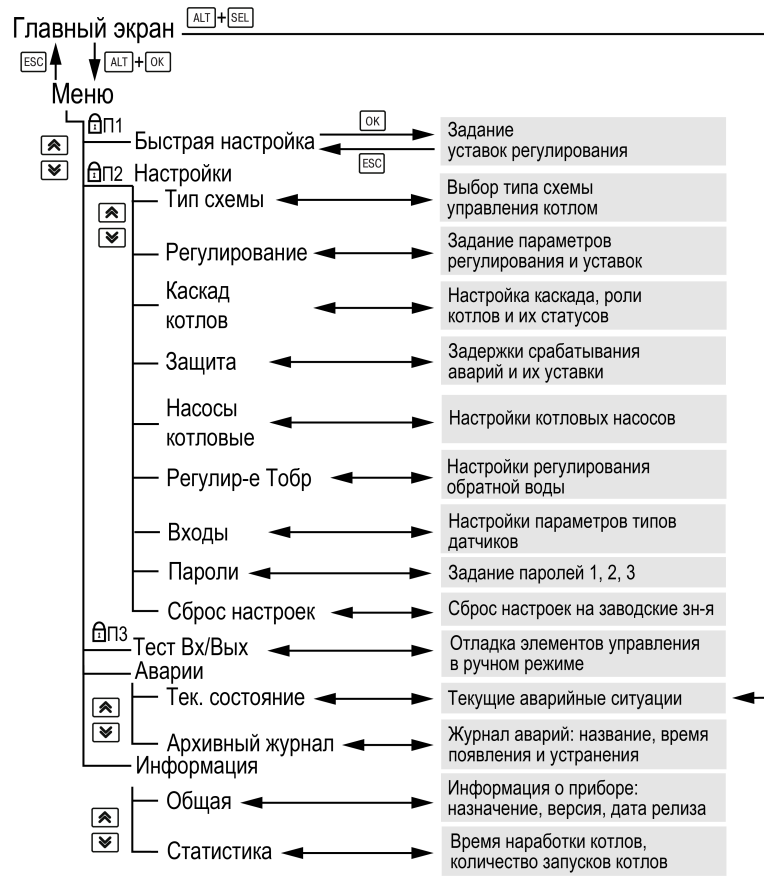 Главный экран
ALT + SEL
ESC
ALT + OK
Меню
П1
Быстрая настройка
OK
ESC
Задание
уставок регулирования
П2 Настройки
Тип схемы
Выбор типа схемы
управления котлом
Регулирование
Задание параметров
регулирования и уставок
Каскад
котлов
Настройка каскада, роли
котлов и их статусов
Защита
Задержки срабатывания
аварий и их уставки
Насосы
котловые
Настройки котловых насосов
Регулир-е Тобр
Настройки регулирования
обратной воды
Входы
Настройки параметров типов
датчиков
Пароли
Задание паролей 1, 2, 3
Сброс настроек
Сброс настроек на заводские зн-я
П3
Тест Вх/Вых
Отладка элементов управления
в ручном режиме
Аварии
Тек. состояние
Текущие аварийные ситуации
Архивный журнал
Журнал аварий: название, время
появления и устранения
Информация
Общая
Информация о приборе:
назначение, версия, дата релиза
Статистика
Время наработки котлов,
количество запусков котлов